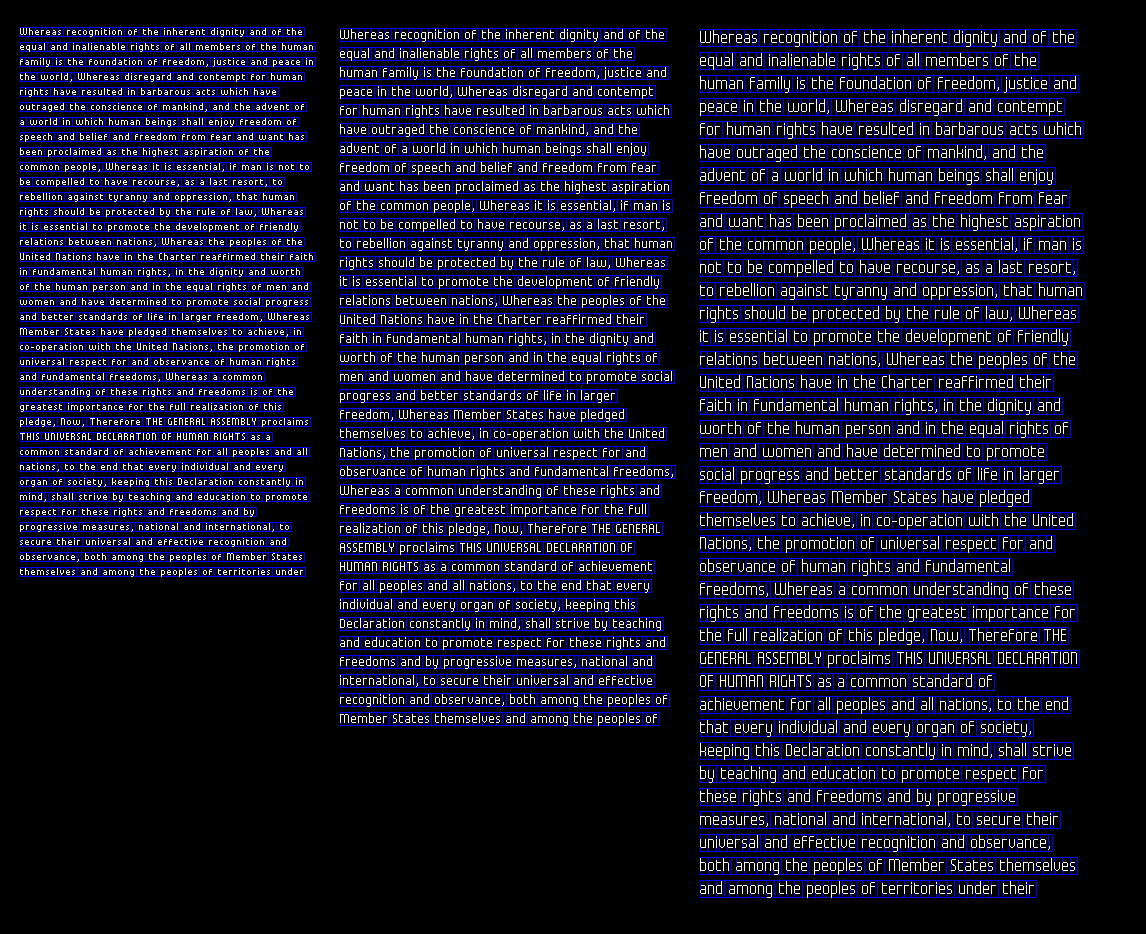 Whereas recognition of the inherent dignity and of the
equal and inalienable rights of all members of the human
family is the foundation of freedom, justice and peace in
the world, Whereas disregard and contempt for human
rights have resulted in barbarous acts which have
outraged the conscience of mankind, and the advent of
a world in which human beings shall enjoy freedom of
speech and belief and freedom from fear and want has
been proclaimed as the highest aspiration of the
common people, Whereas it is essential, if man is not to
be compelled to have recourse, as a last resort, to
rebellion against tyranny and oppression, that human
rights should be protected by the rule of law, Whereas
it is essential to promote the development of friendly
relations between nations, Whereas the peoples of the
United Nations have in the Charter reaffirmed their faith
in fundamental human rights, in the dignity and worth
of the human person and in the equal rights of men and
women and have determined to promote social progress
and better standards of life in larger freedom, Whereas
Member States have pledged themselves to achieve, in
co-operation with the United Nations, the promotion of
universal respect for and observance of human rights
and fundamental freedoms, Whereas a common
understanding of these rights and freedoms is of the
greatest importance for the full realization of this
pledge, Now, Therefore THE GENERAL ASSEMBLY proclaims
THIS UNIVERSAL DECLARATION OF HUMAN RIGHTS as a
common standard of achievement for all peoples and all
nations, to the end that every individual and every
organ of society, keeping this Declaration constantly in
mind, shall strive by teaching and education to promote
respect for these rights and freedoms and by
progressive measures, national and international, to
secure their universal and effective recognition and
observance, both among the peoples of Member States
themselves and among the peoples of territories under
Whereas recognition of the inherent dignity and of the
equal and inalienable rights of all members of the
human family is the foundation of freedom, justice and
peace in the world, Whereas disregard and contempt
for human rights have resulted in barbarous acts which
have outraged the conscience of mankind, and the
advent of a world in which human beings shall enjoy
freedom of speech and belief and freedom from fear
and want has been proclaimed as the highest aspiration
of the common people, Whereas it is essential, if man is
not to be compelled to have recourse, as a last resort,
to rebellion against tyranny and oppression, that human
rights should be protected by the rule of law, Whereas
it is essential to promote the development of friendly
relations between nations, Whereas the peoples of the
United Nations have in the Charter reaffirmed their
faith in fundamental human rights, in the dignity and
worth of the human person and in the equal rights of
men and women and have determined to promote social
progress and better standards of life in larger
freedom, Whereas Member States have pledged
themselves to achieve, in co-operation with the United
Nations, the promotion of universal respect for and
observance of human rights and fundamental freedoms,
Whereas a common understanding of these rights and
freedoms is of the greatest importance for the full
realization of this pledge, Now, Therefore THE GENERAL
ASSEMBLY proclaims THIS UNIVERSAL DECLARATION OF
HUMAN RIGHTS as a common standard of achievement
for all peoples and all nations, to the end that every
individual and every organ of society, keeping this
Declaration constantly in mind, shall strive by teaching
and education to promote respect for these rights and
freedoms and by progressive measures, national and
international, to secure their universal and effective
recognition and observance, both among the peoples of
Member States themselves and among the peoples of
Whereas recognition of the inherent dignity and of the
equal and inalienable rights of all members of the
human family is the foundation of freedom, justice and
peace in the world, Whereas disregard and contempt
for human rights have resulted in barbarous acts which
have outraged the conscience of mankind, and the
advent of a world in which human beings shall enjoy
freedom of speech and belief and freedom from fear
and want has been proclaimed as the highest aspiration
of the common people, Whereas it is essential, if man is
not to be compelled to have recourse, as a last resort,
to rebellion against tyranny and oppression, that human
rights should be protected by the rule of law, Whereas
it is essential to promote the development of friendly
relations between nations, Whereas the peoples of the
United Nations have in the Charter reaffirmed their
faith in fundamental human rights, in the dignity and
worth of the human person and in the equal rights of
men and women and have determined to promote
social progress and better standards of life in larger
freedom, Whereas Member States have pledged
themselves to achieve, in co-operation with the United
Nations, the promotion of universal respect for and
observance of human rights and fundamental
freedoms, Whereas a common understanding of these
rights and freedoms is of the greatest importance for
the full realization of this pledge, Now, Therefore THE
GENERAL ASSEMBLY proclaims THIS UNIVERSAL DECLARATION
OF HUMAN RIGHTS as a common standard of
achievement for all peoples and all nations, to the end
that every individual and every organ of society,
keeping this Declaration constantly in mind, shall strive
by teaching and education to promote respect for
these rights and freedoms and by progressive
measures, national and international, to secure their
universal and effective recognition and observance,
both among the peoples of Member States themselves
and among the peoples of territories under their